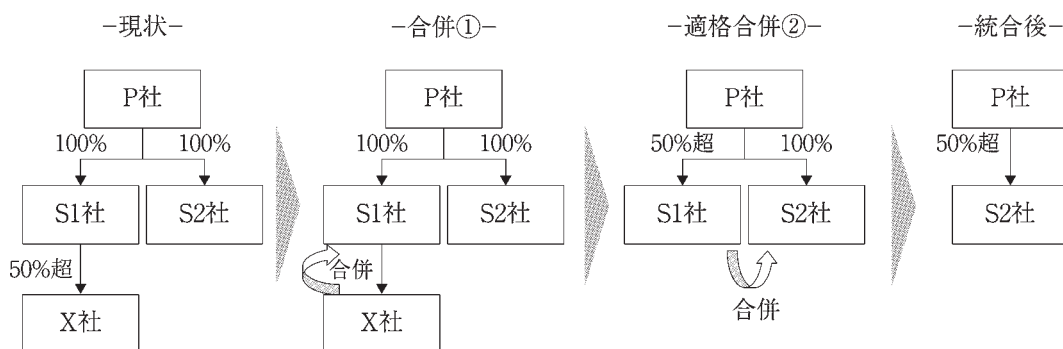 −現状−
P社
100%
100%
S1社
S2社
50%超
X社
−合併①−
P社
100%
100%
S1社
S2社
合併
X社
−適格合併②−
P社
50%超
100%
S1社
S2社
合併
−統合後−
P社
50%超
S2社